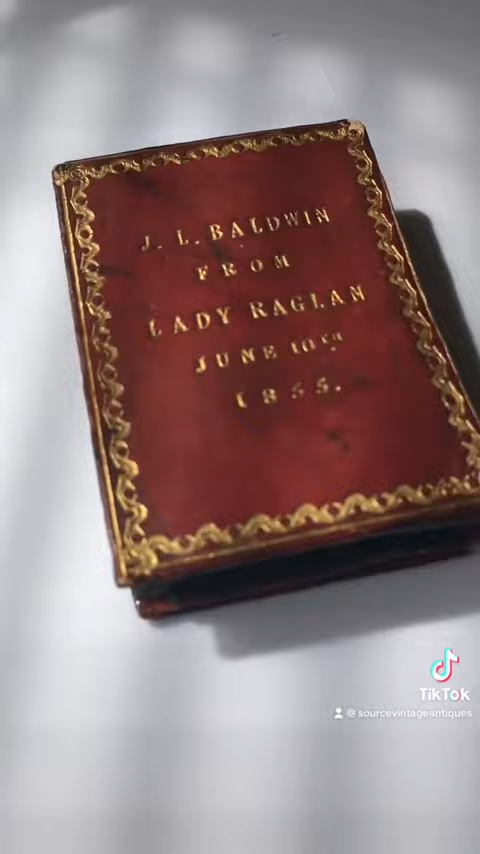 J. L. BALDWIN
FROM
LADY RAGLAN
JUNE 10TH
1855.
TikTok
@sourcevintageantiques